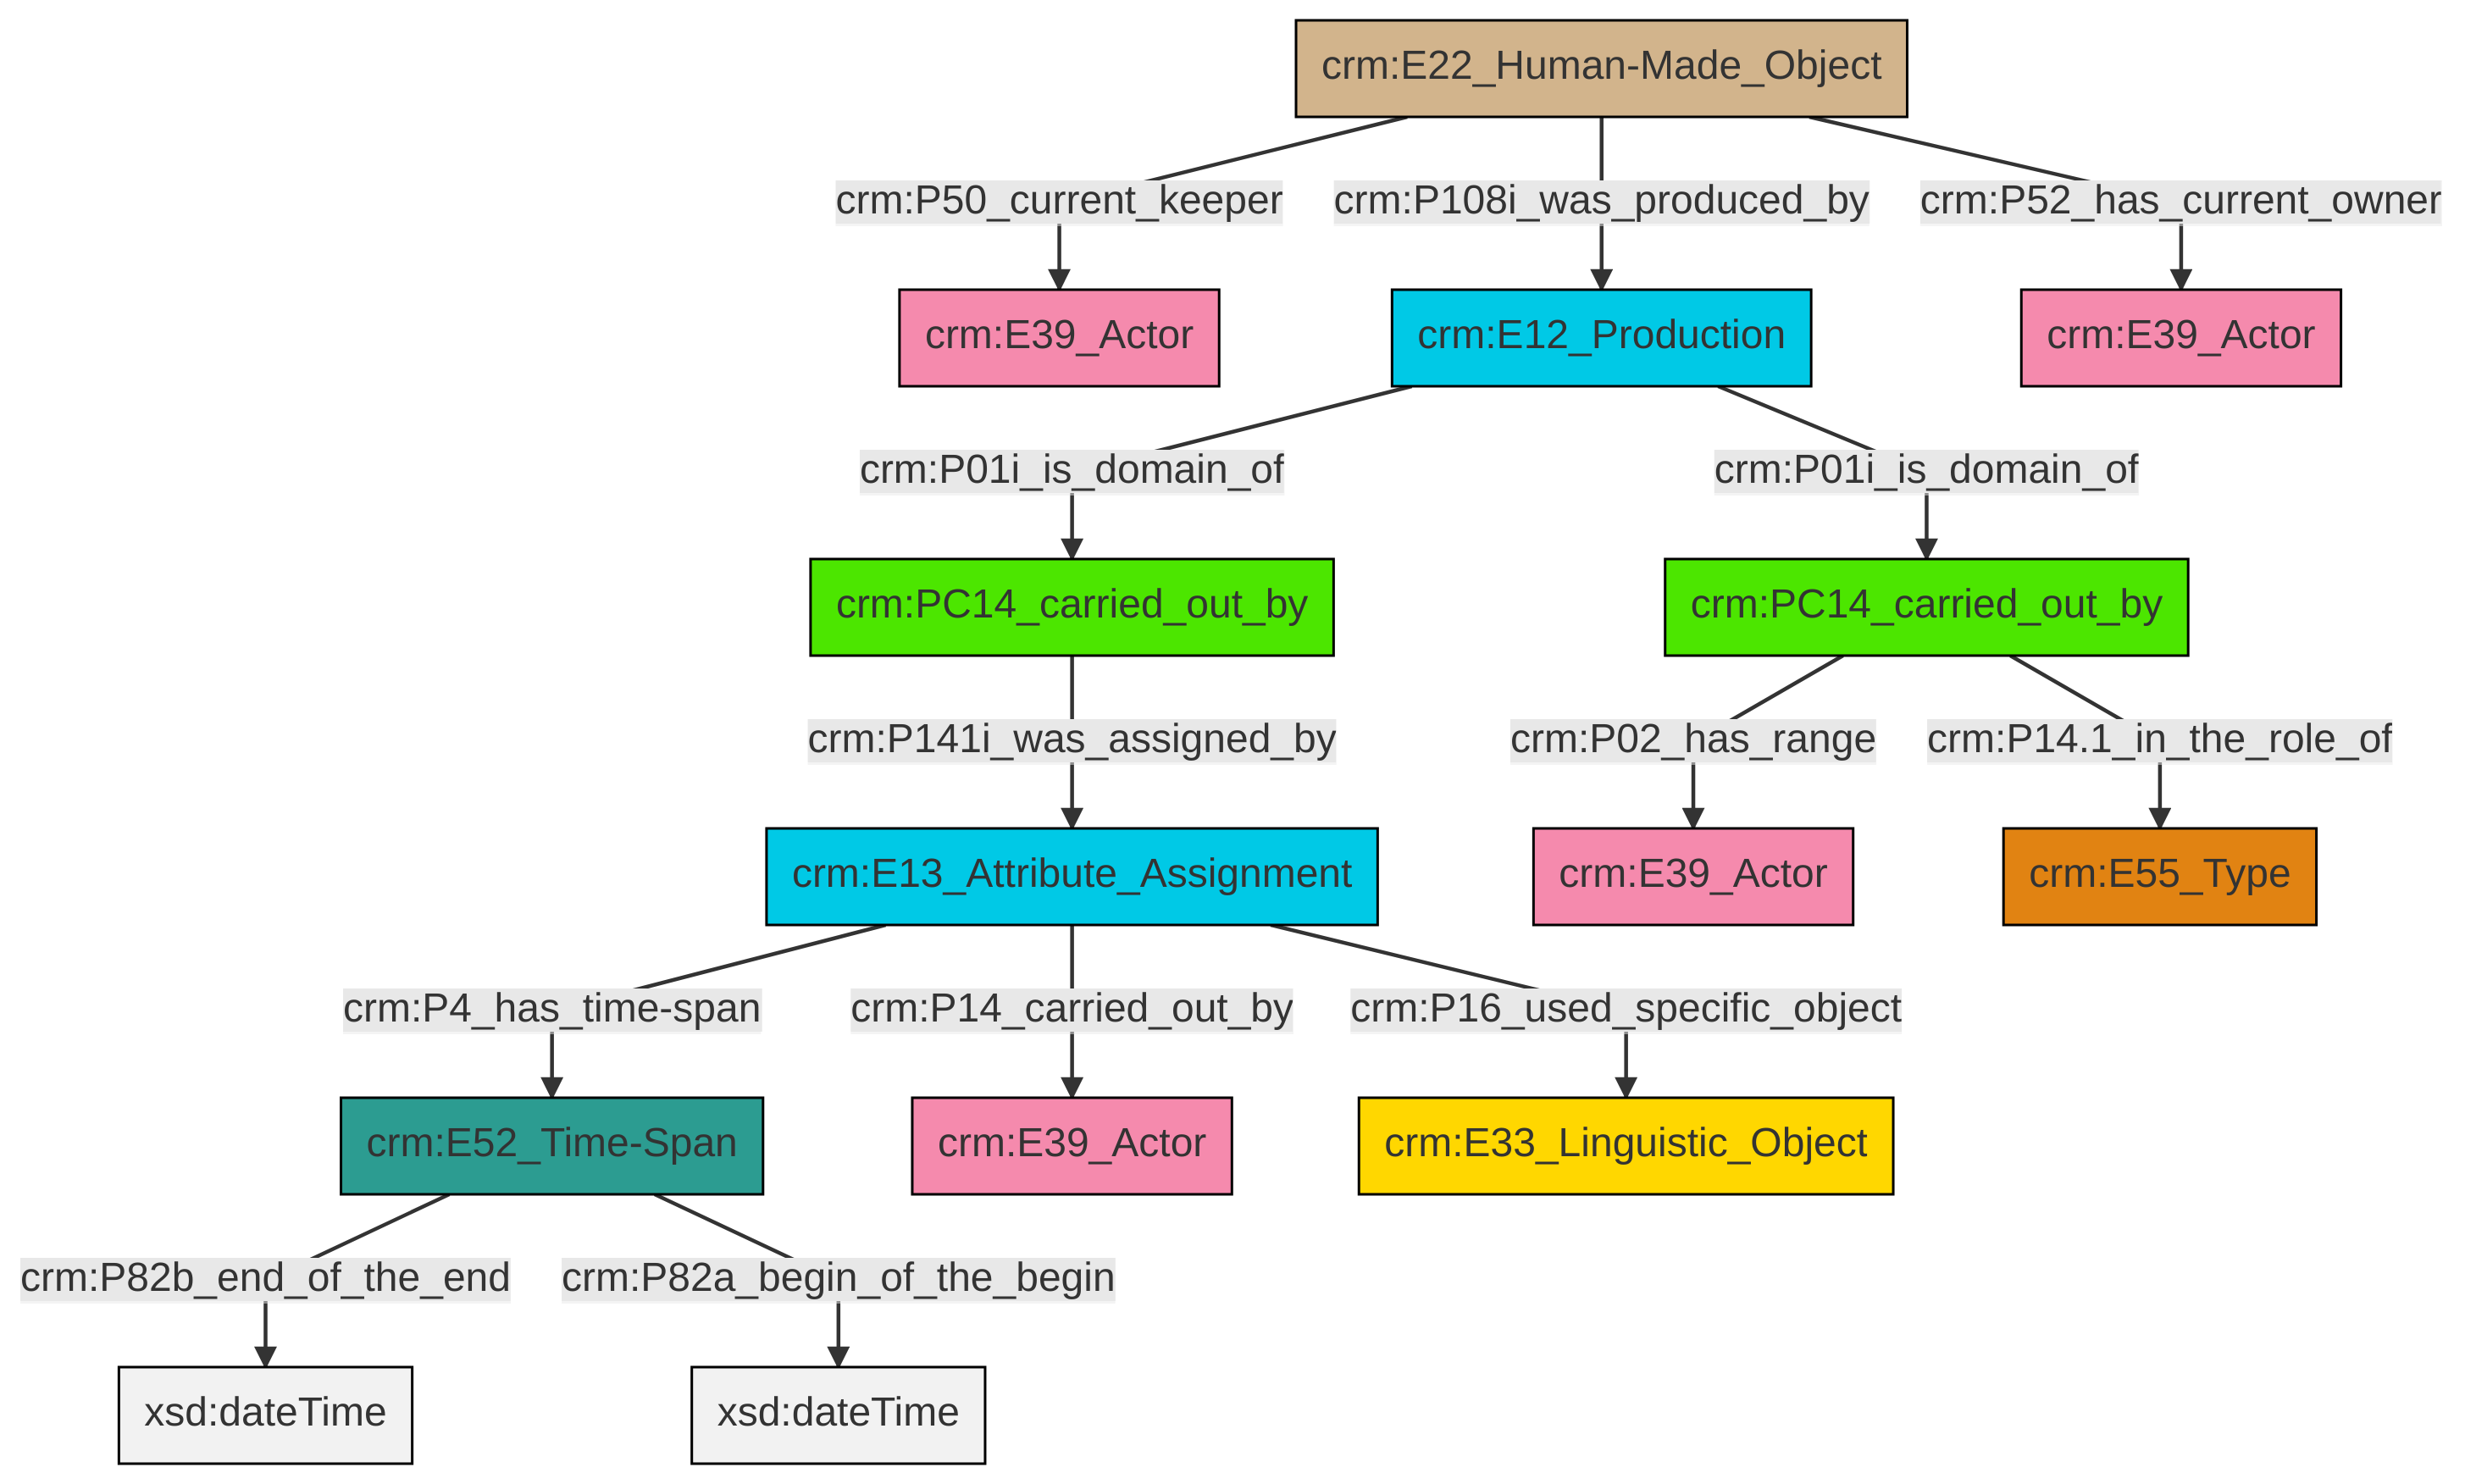 crm:E22_Human-Made_Object
crm:P50_current_keeper
crm:P108i_was_produced_by
crm:P52_has_current_owner
crm:E39_Actor
crm:E12_Production
crm:E39_Actor
crm:P01i_is_domain_of
crm:P01i_is_domain_of
crm:PC14_carried_out_by
crm:PC14_carried_out_by
crm:P141i_was_assigned_by
crm:P02_has_range
crm:P14.1_in_the_role_of
crm:E13_Attribute_Assignment
crm:E39_Actor
crm:E55_Type
crm:P4_has_time-span
crm:P14_carried_out_by
crm:P16_used_specific_object
crm:E52_Time-Span
crm:E39_Actor
crm:E33_Linguistic_Object
crm:P82b_end_of_the_end
crm:P82a_begin_of_the_begin
xsd:dateTime
xsd:dateTime